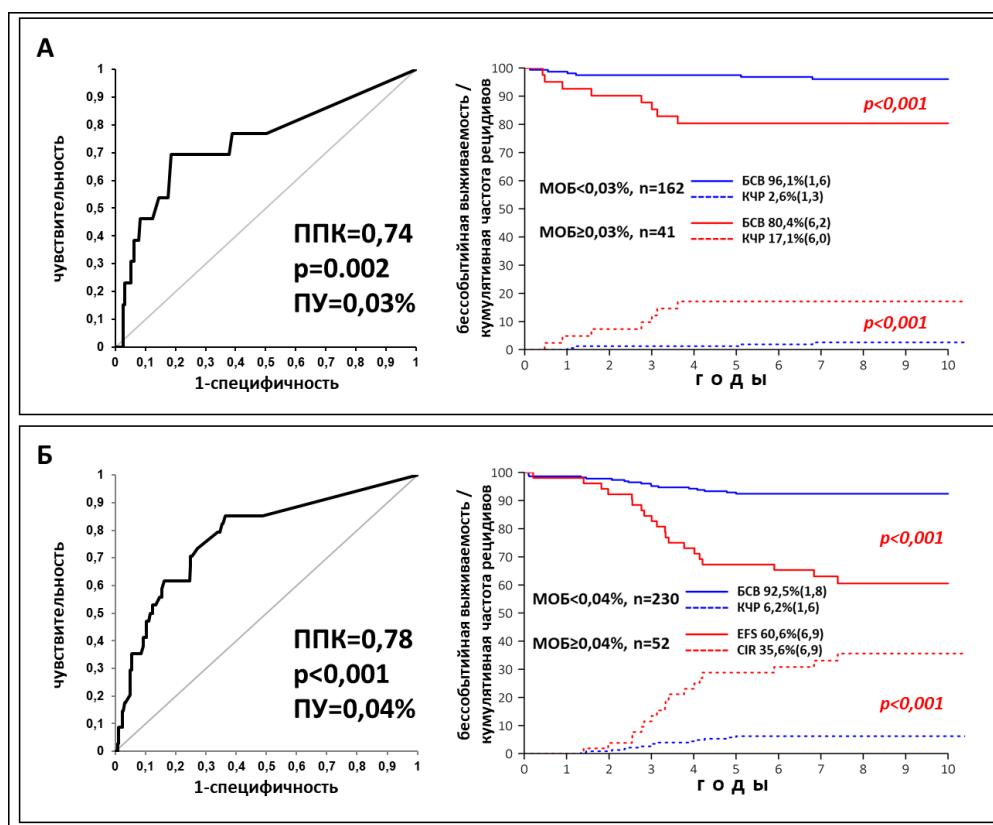 А
чувствительность
1
0,9
0,8
0,7
0,6
0,5
0,4
0,3
0,2
0,1
0
ППК=0,74
p=0.002
ПУ=0,03%
0 0,1 0,2 0,3 0,4 0,5 0,6 0,7 0,8 0,9 1
1-специфичность
бессобытийная выживаемость /
кумулятивная частота рецидивов
100
90
80
70
60
50
40
30
20
10
0
p<0,001
МОБ<0,03%, n=162
БСВ 96,1%(1,6)
КЧР 2,6%(1,3)
МОБ≥0,03%, n=41
БСВ 80,4%(6,2)
КЧР 17,1%(6,0)
p<0,001
0 1 2 3 4 5 6 7 8 9 10
г о д ы
Б
чувствительность
1
0,9
0,8
0,7
0,6
0,5
0,4
0,3
0,2
0,1
0
ППК=0,78
p<0,001
ПУ=0,04%
0 0,1 0,2 0,3 0,4 0,5 0,6 0,7 0,8 0,9 1
1-специфичность
бессобытийная выживаемость /
кумулятивная частота рецидивов
100
90
80
70
60
50
40
30
20
10
0
p<0,001
МОБ<0,04%, n=230
БСВ 92,5%(1,8)
КЧР 6,2%(1,6)
МОБ≥0,04%, n=52
EFS 60,6%(6,9)
CIR 35,6%(6,9)
p<0,001
0 1 2 3 4 5 6 7 8 9 10
г о д ы